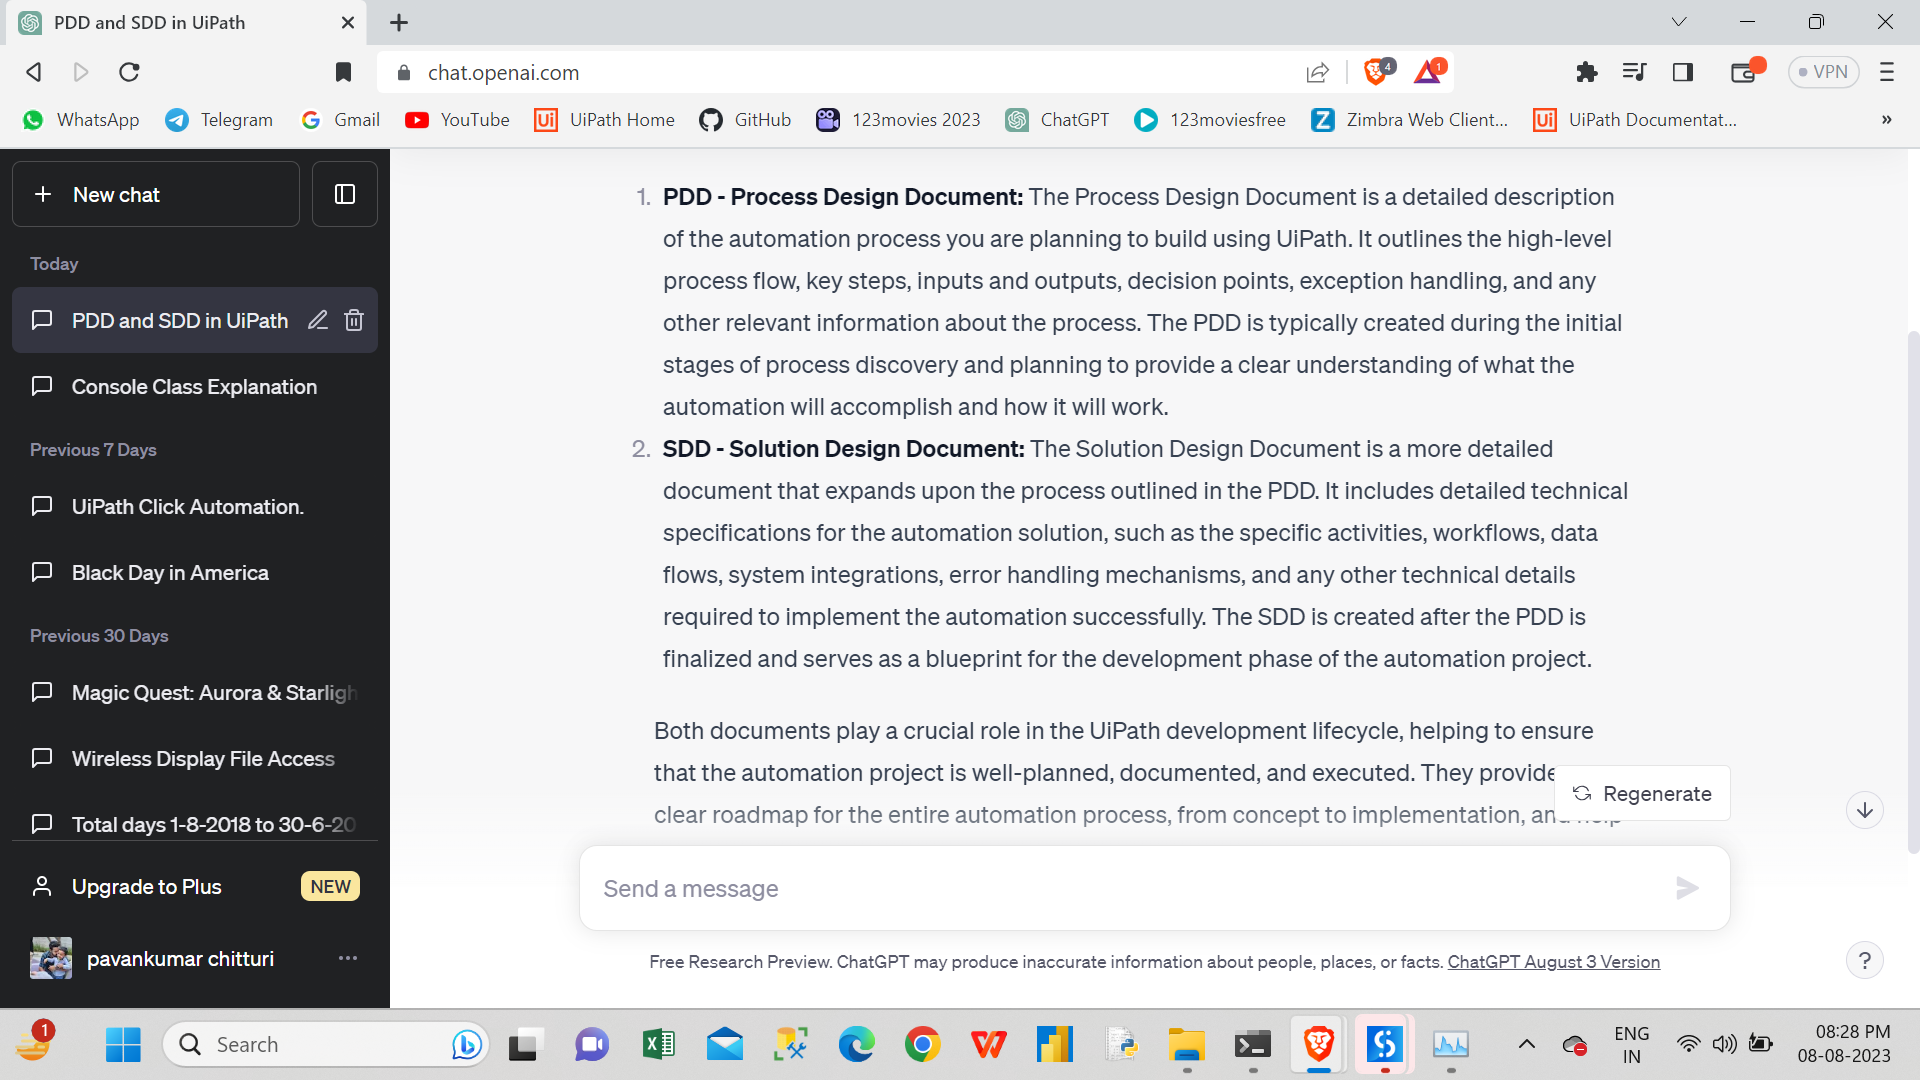 PDD and SDD in UiPath
chat.openai.com
4
1
VPN
WhatsApp
Telegram
Gmail
YouTube
UiPath Home
GitHub
123movies 2023
ChatGPT
123moviesfree
Zimbra Web Client...
UiPath Documentat...
»
New chat
Today
PDD and SDD in UiPath
Console Class Explanation
Previous 7 Days
UiPath Click Automation.
Black Day in America
Previous 30 Days
Magic Quest: Aurora & Starligh
Wireless Display File Access
Total days 1-8-2018 to 30-6-20
Upgrade to Plus
NEW
pavankumar chitturi
1. PDD - Process Design Document: The Process Design Document is a detailed description
of the automation process you are planning to build using UiPath. It outlines the high-level
process flow, key steps, inputs and outputs, decision points, exception handling, and any
other relevant information about the process. The PDD is typically created during the initial
stages of process discovery and planning to provide a clear understanding of what the
automation will accomplish and how it will work.
2. SDD - Solution Design Document: The Solution Design Document is a more detailed
document that expands upon the process outlined in the PDD. It includes detailed technical
specifications for the automation solution, such as the specific activities, workflows, data
flows, system integrations, error handling mechanisms, and any other technical details
required to implement the automation successfully. The SDD is created after the PDD is
finalized and serves as a blueprint for the development phase of the automation project.
Both documents play a crucial role in the UiPath development lifecycle, helping to ensure
that the automation project is well-planned, documented, and executed. They provide
clear roadmap for the entire automation process, from concept to implementation, and help
Regenerate
Send a message
Free Research Preview. ChatGPT may produce inaccurate information about people, places, or facts. ChatGPT August 3 Version
?
1
Search
ENG
IN
08:28 PM
08-08-2023